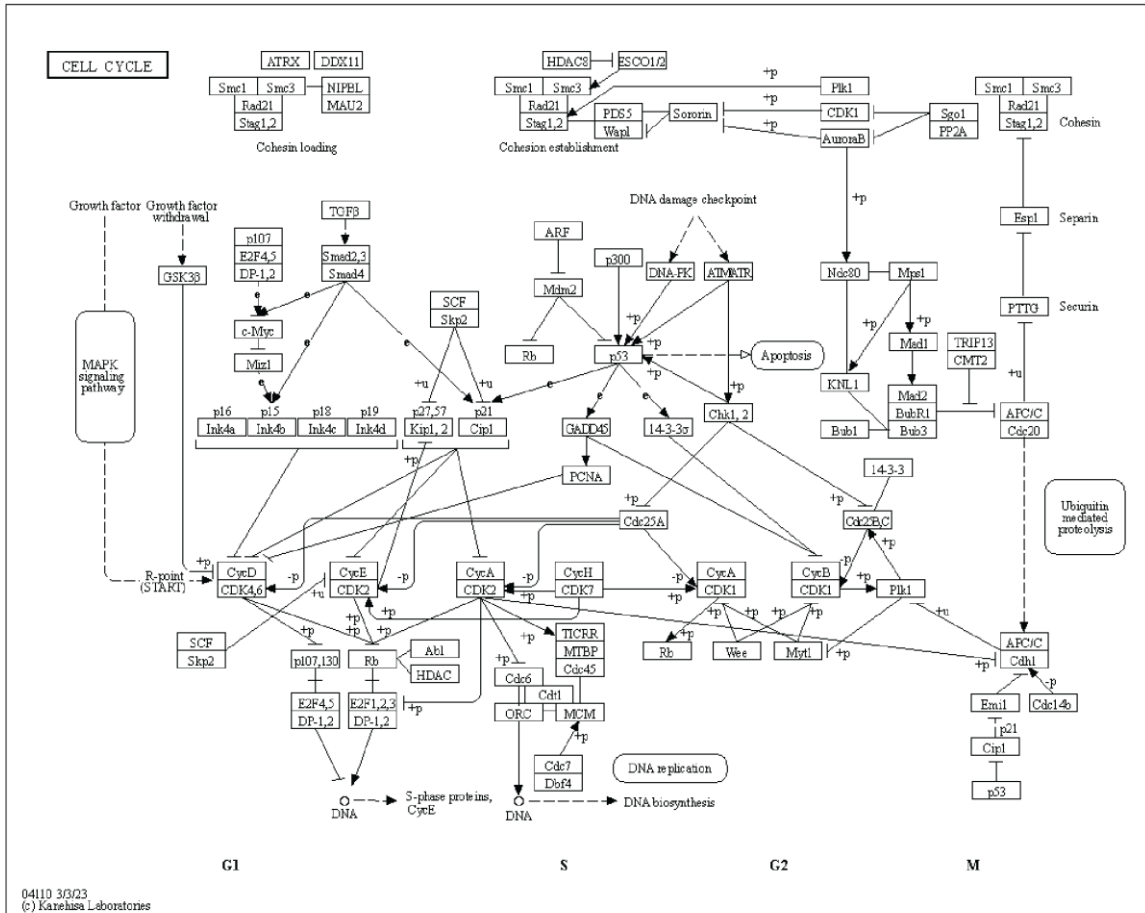 CELL CYCLE
ATRX
DDX11
Smc1
Smc3
NIPBL
MAU2
Rad21
Stag1,2
Cohesin loading
HDAC8
ESCO1/2
Smc1
Smc3
Rad21
Stag1,2
PDS5
Wapl
Sororin
Cohesion establishment
+p
Plk1
+p
CDK1
+p
AuroraB
Sgo1
PP2A
Smc1
Smc3
Rad21
Stag1,2
Cohesin
Growth factor
Growth factor
withdrawal
TGFβ
DNA damage checkpoint
+p
Esp1
Separin
p107
E2F4,5
DP-1,2
Smad2,3
Smad4
GSK3β
ARF
p300
DNA-PK
ATM/ATR
Ndc80
Mps1
Mdm2
PTTG
Securin
e
e
c-Myc
SCF
Skp2
Rb
p53
+p
+p
+p
Apoptosis
+p
+p
Mad1
TRIP13
CMT2
MAPK
signaling
pathway
Miz1
e
e
+u
+u
e
+p
+p
KNL1
Mad2
BubR1
Bub3
Bub1
+u
APC/C
Cdc20
p16
Ink4a
p15
Ink4b
p18
Ink4c
p19
Ink4d
p27,57
Kip1, 2
p21
Cip1
e
e
GADD45
14-3-3σ
Chk1, 2
+p
PCNA
14-3-3
+p
Cdc25A
+p
Cdc25B,C
+p
Ubiquitin
mediated
proteolysis
R-point
(START)
+p
CycD
CDK4,6
-p
CycE
CDK2
-p
CycA
CDK2
-p
CycH
CDK7
-p
CycA
CDK1
CycB
CDK1
-p
+p
Plk1
+u
+u
+p
+p
+p
+p
SCF
Skp2
+p
p107,130
Rb
Abl
HDAC
+p
+p
TICRR
MTBP
Cdc45
+p
Rb
Wee
+p
Myt1
+p
+p
APC/C
Cdh1
Cdc6
Cdt1
ORC
MCM
E2F4,5
DP-1,2
E2F1,2,3
DP-1,2
+p
-p
Emi1
Cdc14b
p21
Cip1
p53
+p
Cdc7
Dbf4
DNA replication
DNA
S-phase proteins,
CycE
DNA
DNA biosynthesis
G1
S
G2
M
04110 3/3/23
(c) Kanehisa Laboratories